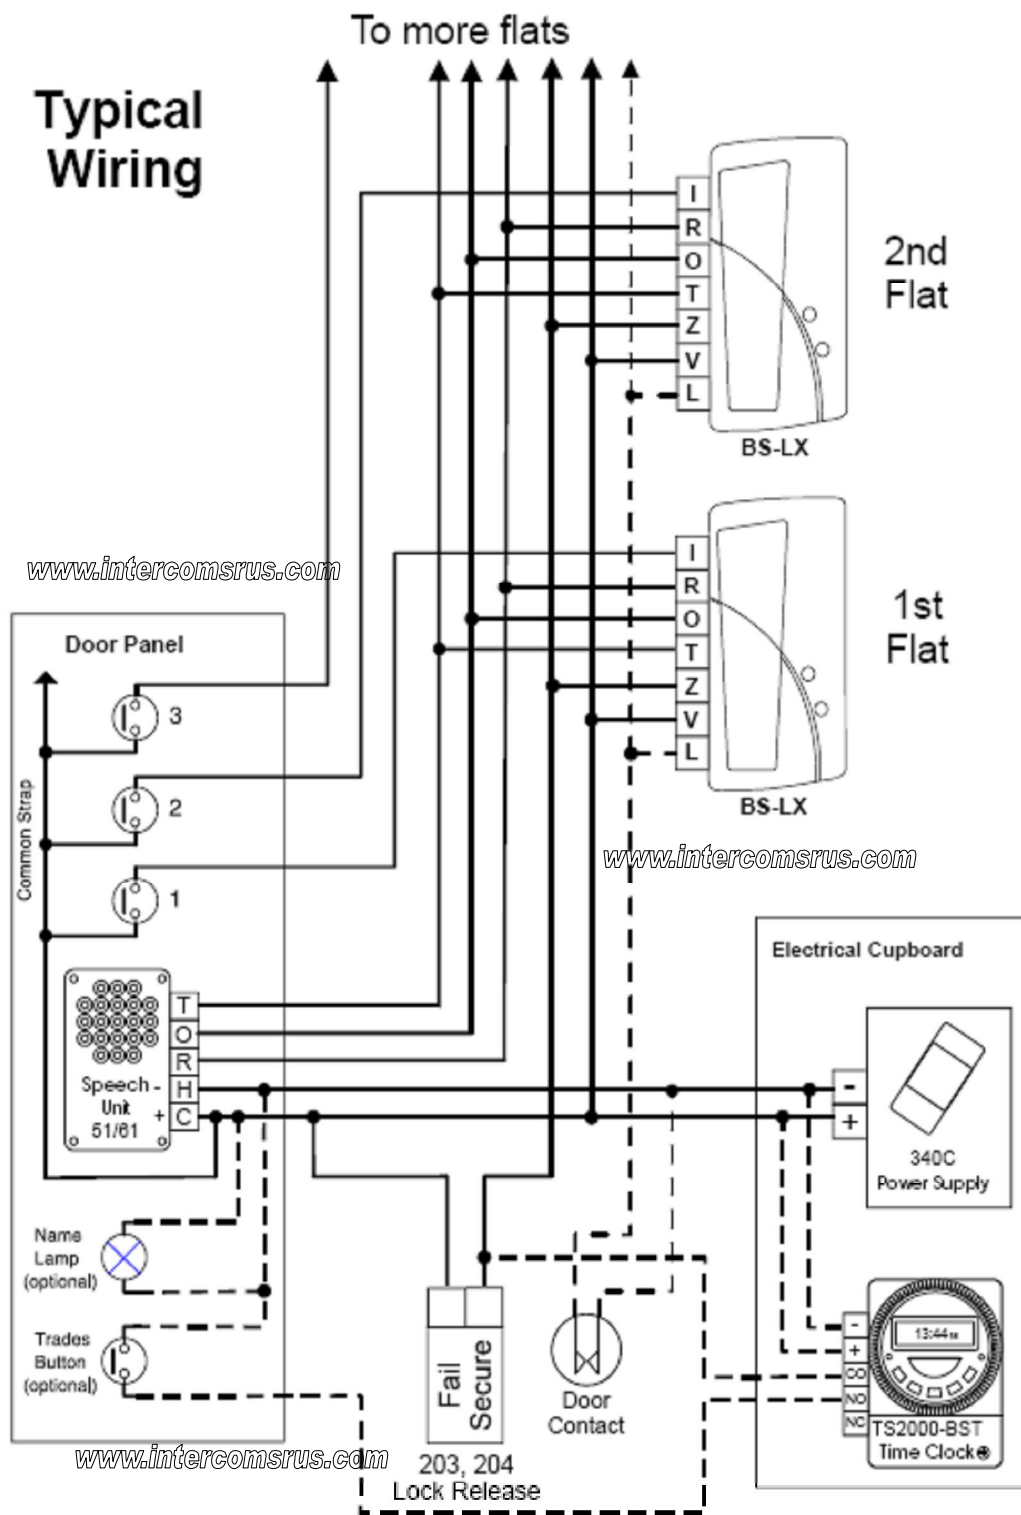 To more flats
Typical
Wiring
I
R
O
T
Z
V
L
2nd
Flat
BS-LX
www.intercomsrus.com
I
R
O
T
Z
V
L
1st
Flat
BS-LX
www.intercomsrus.com
Door Panel
3
2
1
Common Strap
T
O
R
- H
+ C
Speech
Unit
51/61
Name
Lamp
(optional)
Trades
Button
(optional)
www.intercomsrus.com
Fail
Secure
203, 204
Lock Release
Door
Contact
Electrical Cupboard
-
+
340C
Power Supply
-
+
CO
NO
NC
13:44
TS2000-BST
Time Clock